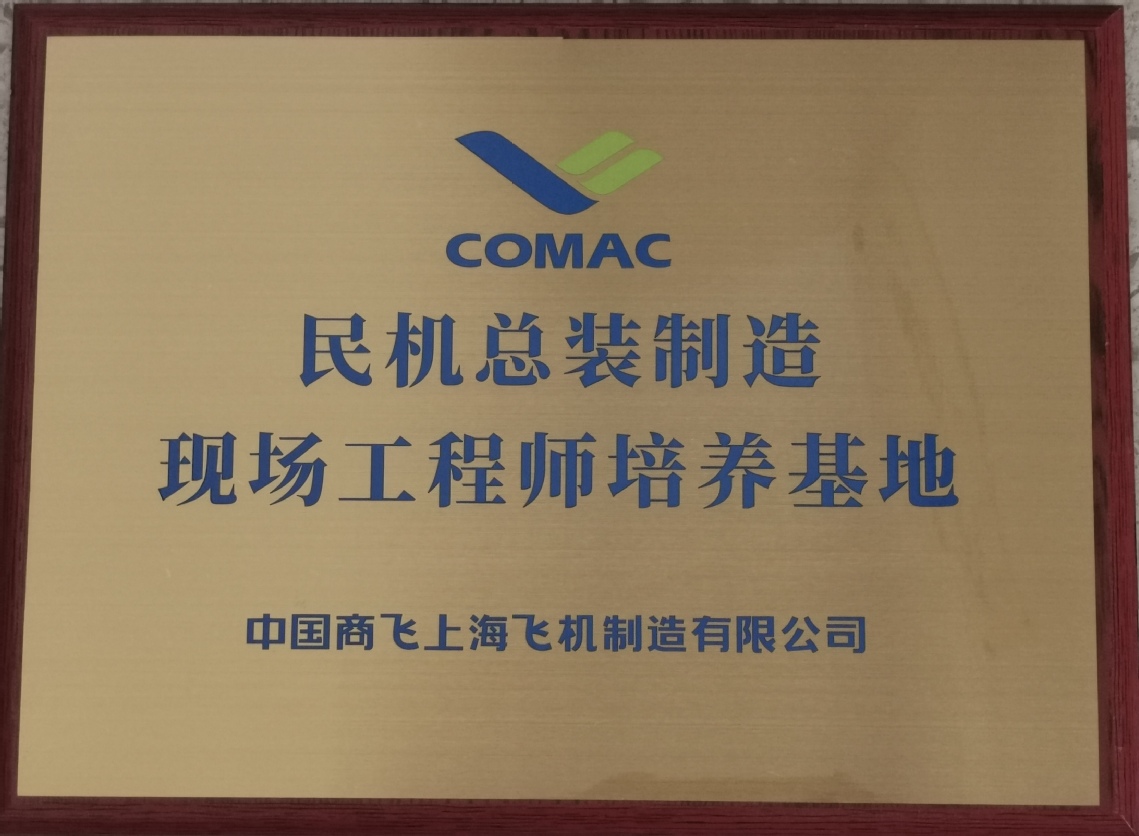 COMAC
民机总装制造
现场工程师培养基地
中国商飞上海飞机制造有限公司